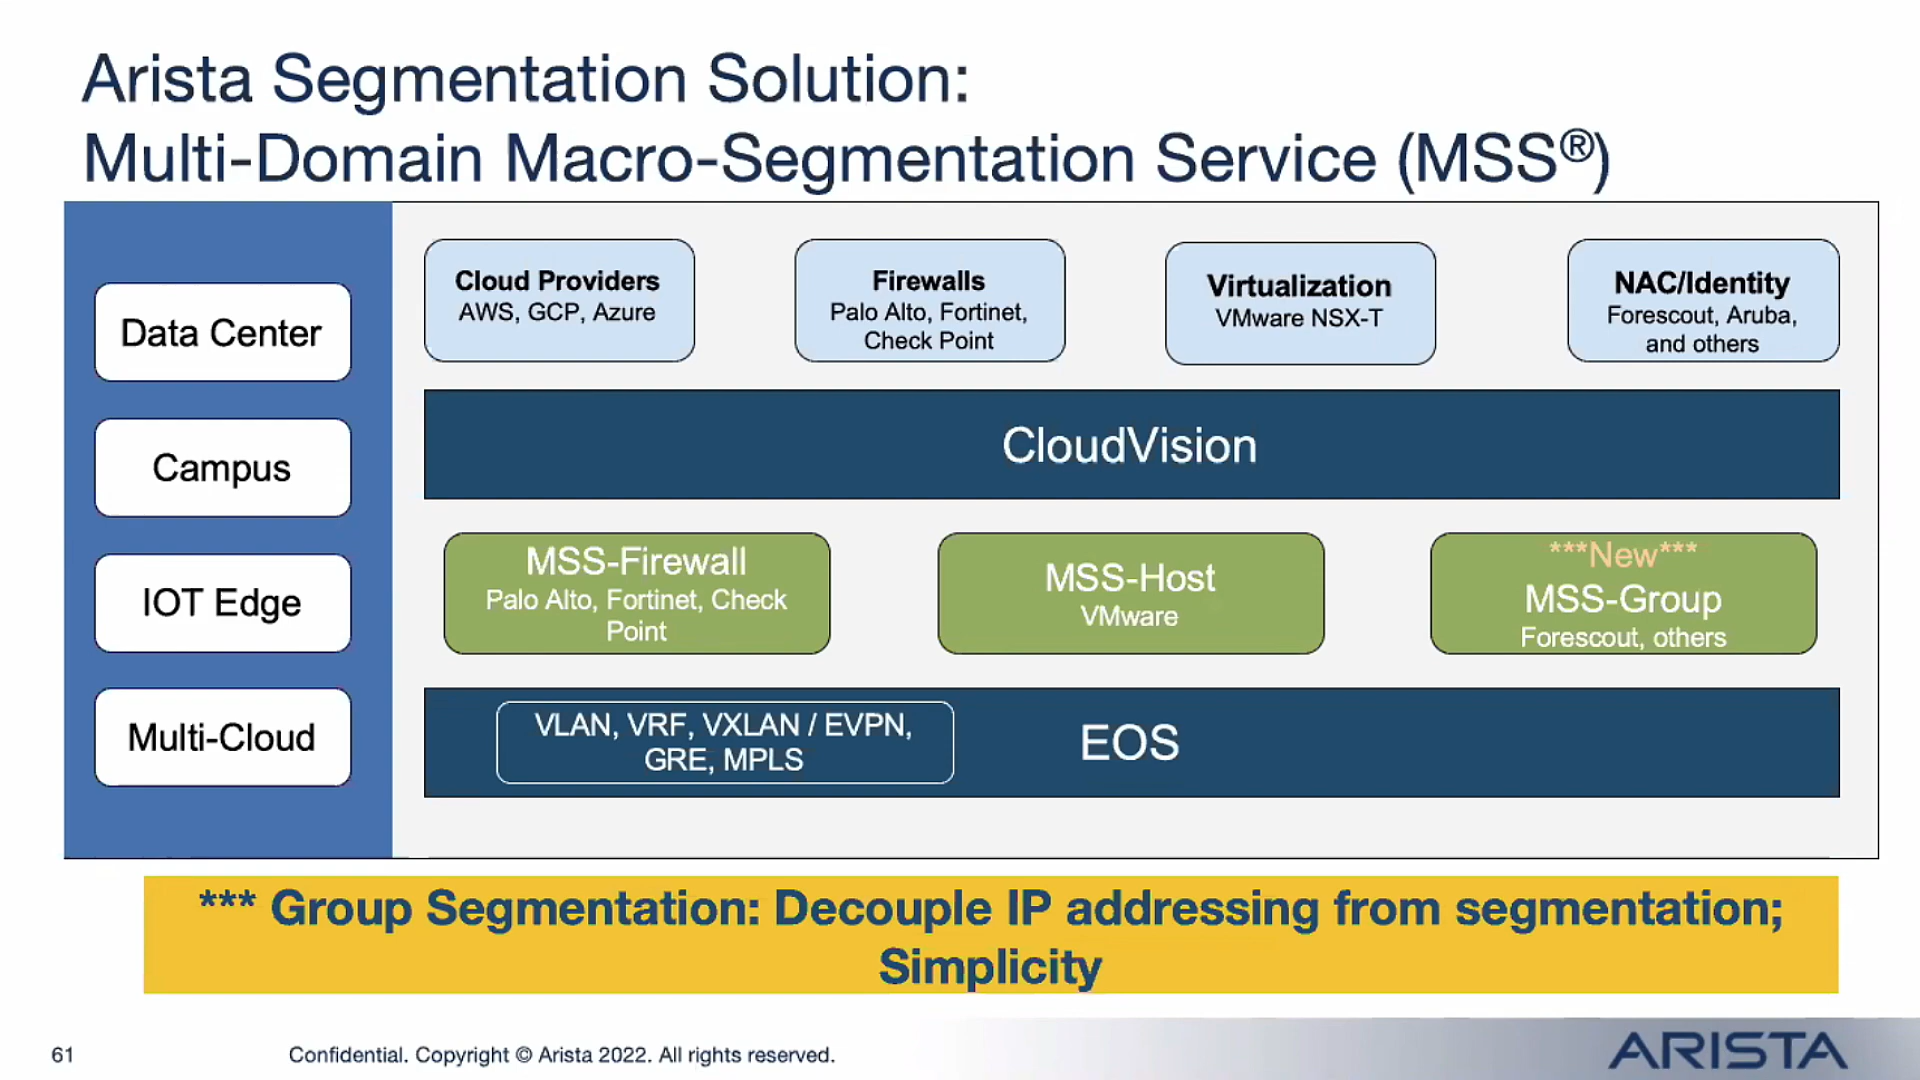 Arista Segmentation Solution:
Multi-Domain Macro-Segmentation Service (MSS®)
Data Center
Campus
IOT Edge
Multi-Cloud
Cloud Providers
AWS, GCP, Azure
Firewalls
Palo Alto, Fortinet,
Check Point
Virtualization
VMware NSX-T
NAC/Identity
Forescout, Aruba,
and others
CloudVision
MSS-Firewall
Palo Alto, Fortinet, Check
Point
MSS-Host
VMware
***New***
MSS-Group
Forescout, others
VLAN, VRF, VXLAN / EVPN,
GRE, MPLS
EOS
*** Group Segmentation: Decouple IP addressing from segmentation;
Simplicity
61
Confidential. Copyright © Arista 2022. All rights reserved.
ARISTA